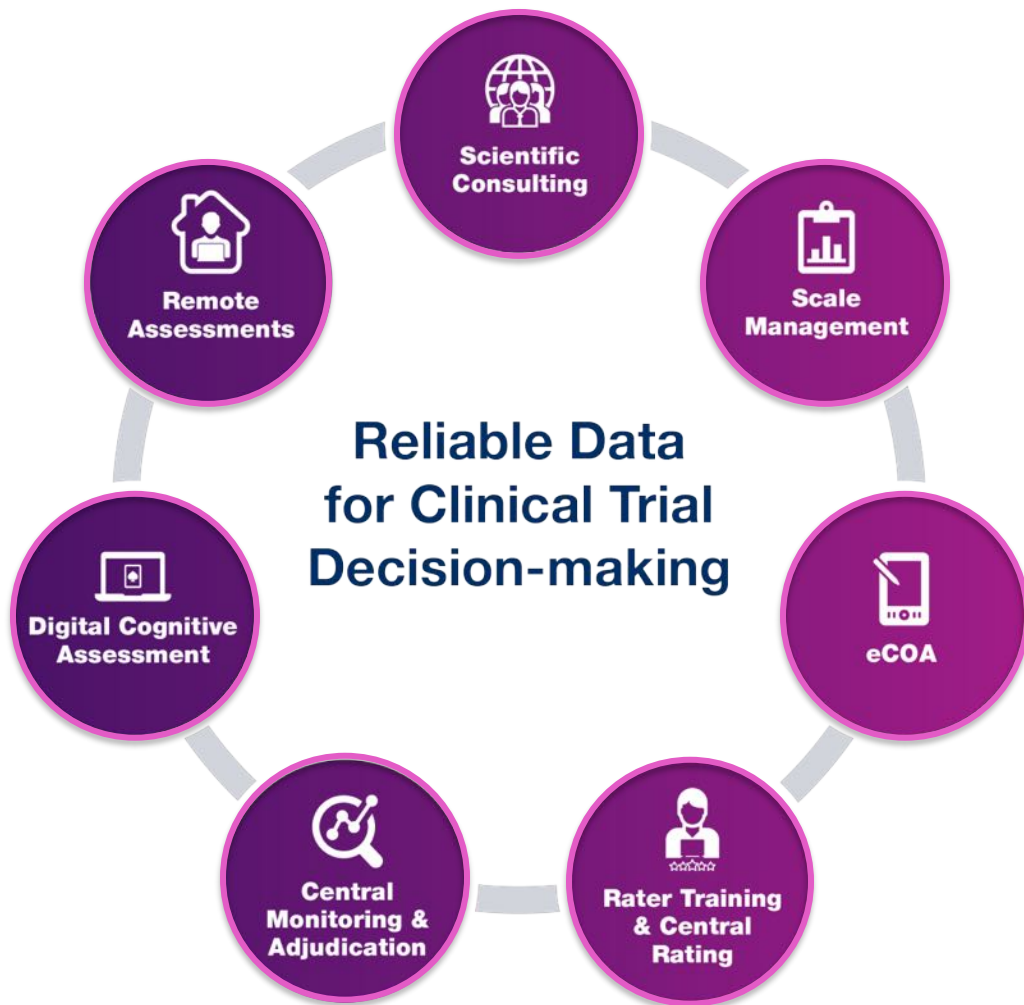 Scientific
Consulting
Scale
Management
eCOA
Rater Training
& Central
Rating
Central
Monitoring &
Adjudication
Digital Cognitive
Assessment
Remote
Assessments
Reliable Data
for Clinical Trial
Decision-making